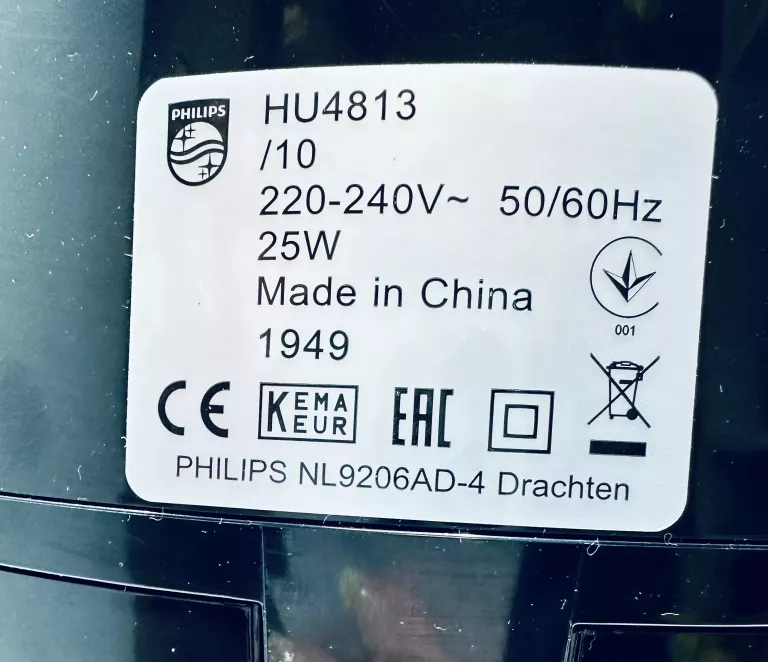 PHILIPS
HU4813
/10
220-240V~ 50/60Hz
25W
Made in China
001
1949
CE KEMA EUR EAC
PHILIPS NL9206AD-4 Drachten